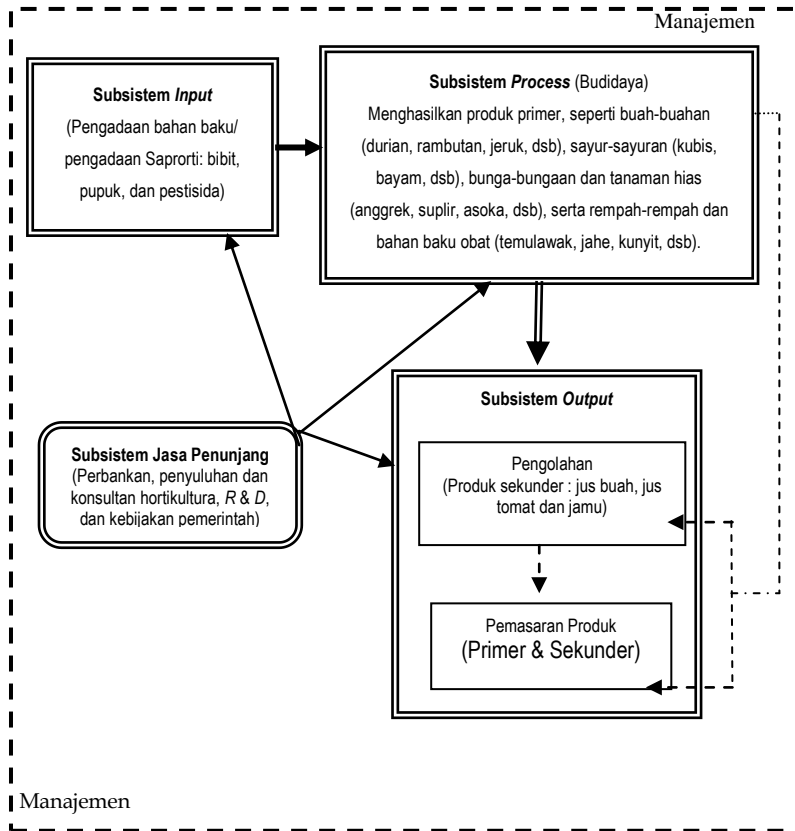 Manajemen
Subsistem Input
(Pengadaan bahan baku/
pengadaan Saprorti: bibit,
pupuk, dan pestisida)
Subsistem Process (Budidaya)
Menghasilkan produk primer, seperti buah-buahan
(durian, rambutan, jeruk, dsb), sayur-sayuran (kubis,
bayam, dsb), bunga-bungaan dan tanaman hias
(anggrek, suplir, asoka, dsb), serta rempah-rempah dan
bahan baku obat (temulawak, jahe, kunyit, dsb).
Subsistem Jasa Penunjang
(Perbankan, penyuluhan dan
konsultan hortikultura, R & D,
dan kebijakan pemerintah)
Subsistem Output
Pengolahan
(Produk sekunder : jus buah, jus
tomat dan jamu)
Pemasaran Produk
(Primer & Sekunder)
Manajemen